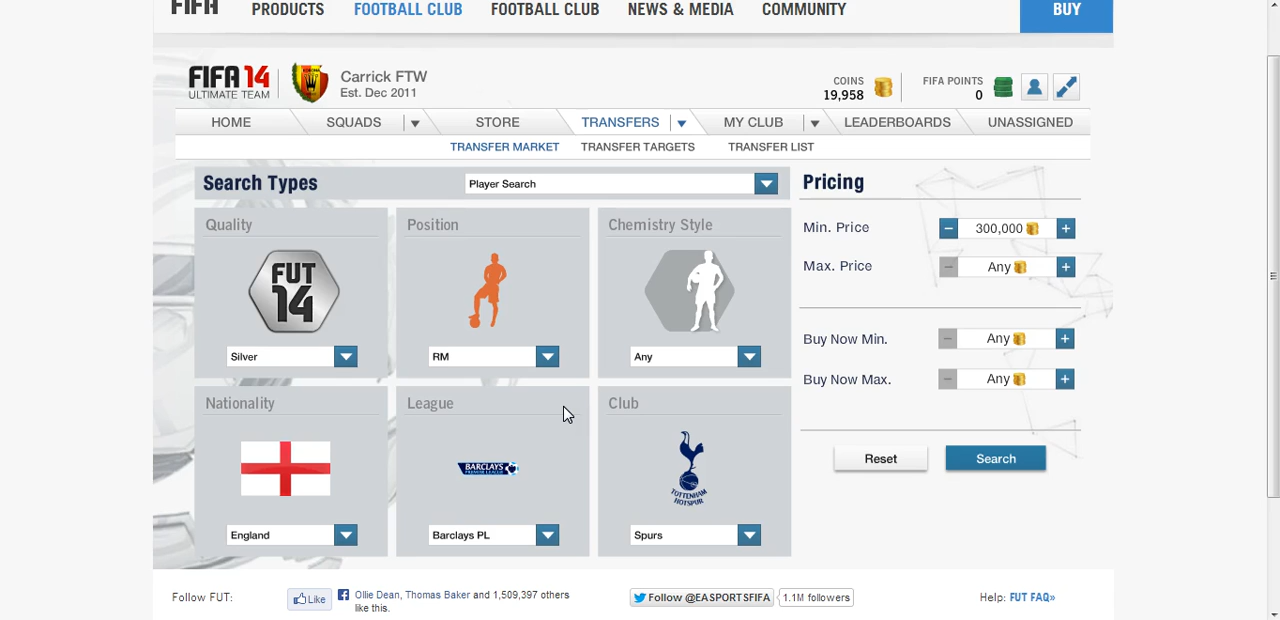 FIFA PRODUCTS FOOTBALL CLUB FOOTBALL CLUB NEWS & MEDIA COMMUNITY BUY
FIFA 14
ULTIMATE TEAM
Carrick FTW
Est. Dec 2011
COINS
19,958
FIFA POINTS
0
HOME SQUADS STORE TRANSFERS MY CLUB LEADERBOARDS UNASSIGNED
TRANSFER MARKET TRANSFER TARGETS TRANSFER LIST
Search Types Player Search
Quality
FUT
14
Silver
Position
RM
Chemistry Style
Any
Nationality
England
League
BARCLAYS
PREMIER LEAGUE
Barclays PL
Club
TOTTENHAM
HOTSPUR
Spurs
Pricing
Min. Price - 300,000 +
Max. Price - Any +
Buy Now Min. - Any +
Buy Now Max. - Any +
Reset Search
Follow FUT: Like f Ollie Dean, Thomas Baker and 1,509,397 others
like this.
Follow @EASPORTSFIFA 1.1M followers
Help: FUT FAQ»